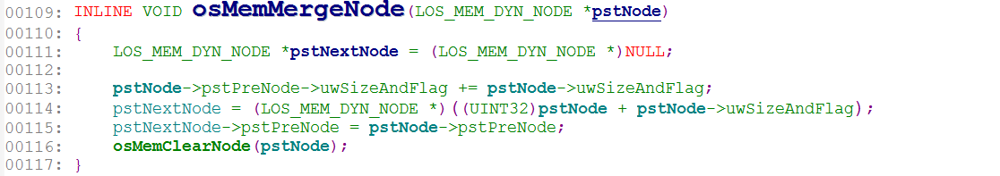 00109: INLINE VOID osMemMergeNode(LOS_MEM_DYN_NODE *pstNode)
00110: {
00111:     LOS_MEM_DYN_NODE *pstNextNode = (LOS_MEM_DYN_NODE *)NULL;
00112:
00113:     pstNode->pstPreNode->uwSizeAndFlag += pstNode->uwSizeAndFlag;
00114:     pstNextNode = (LOS_MEM_DYN_NODE *)((UINT32)pstNode + pstNode->uwSizeAndFlag);
00115:     pstNextNode->pstPreNode = pstNode->pstPreNode;
00116:     osMemClearNode(pstNode);
00117: }